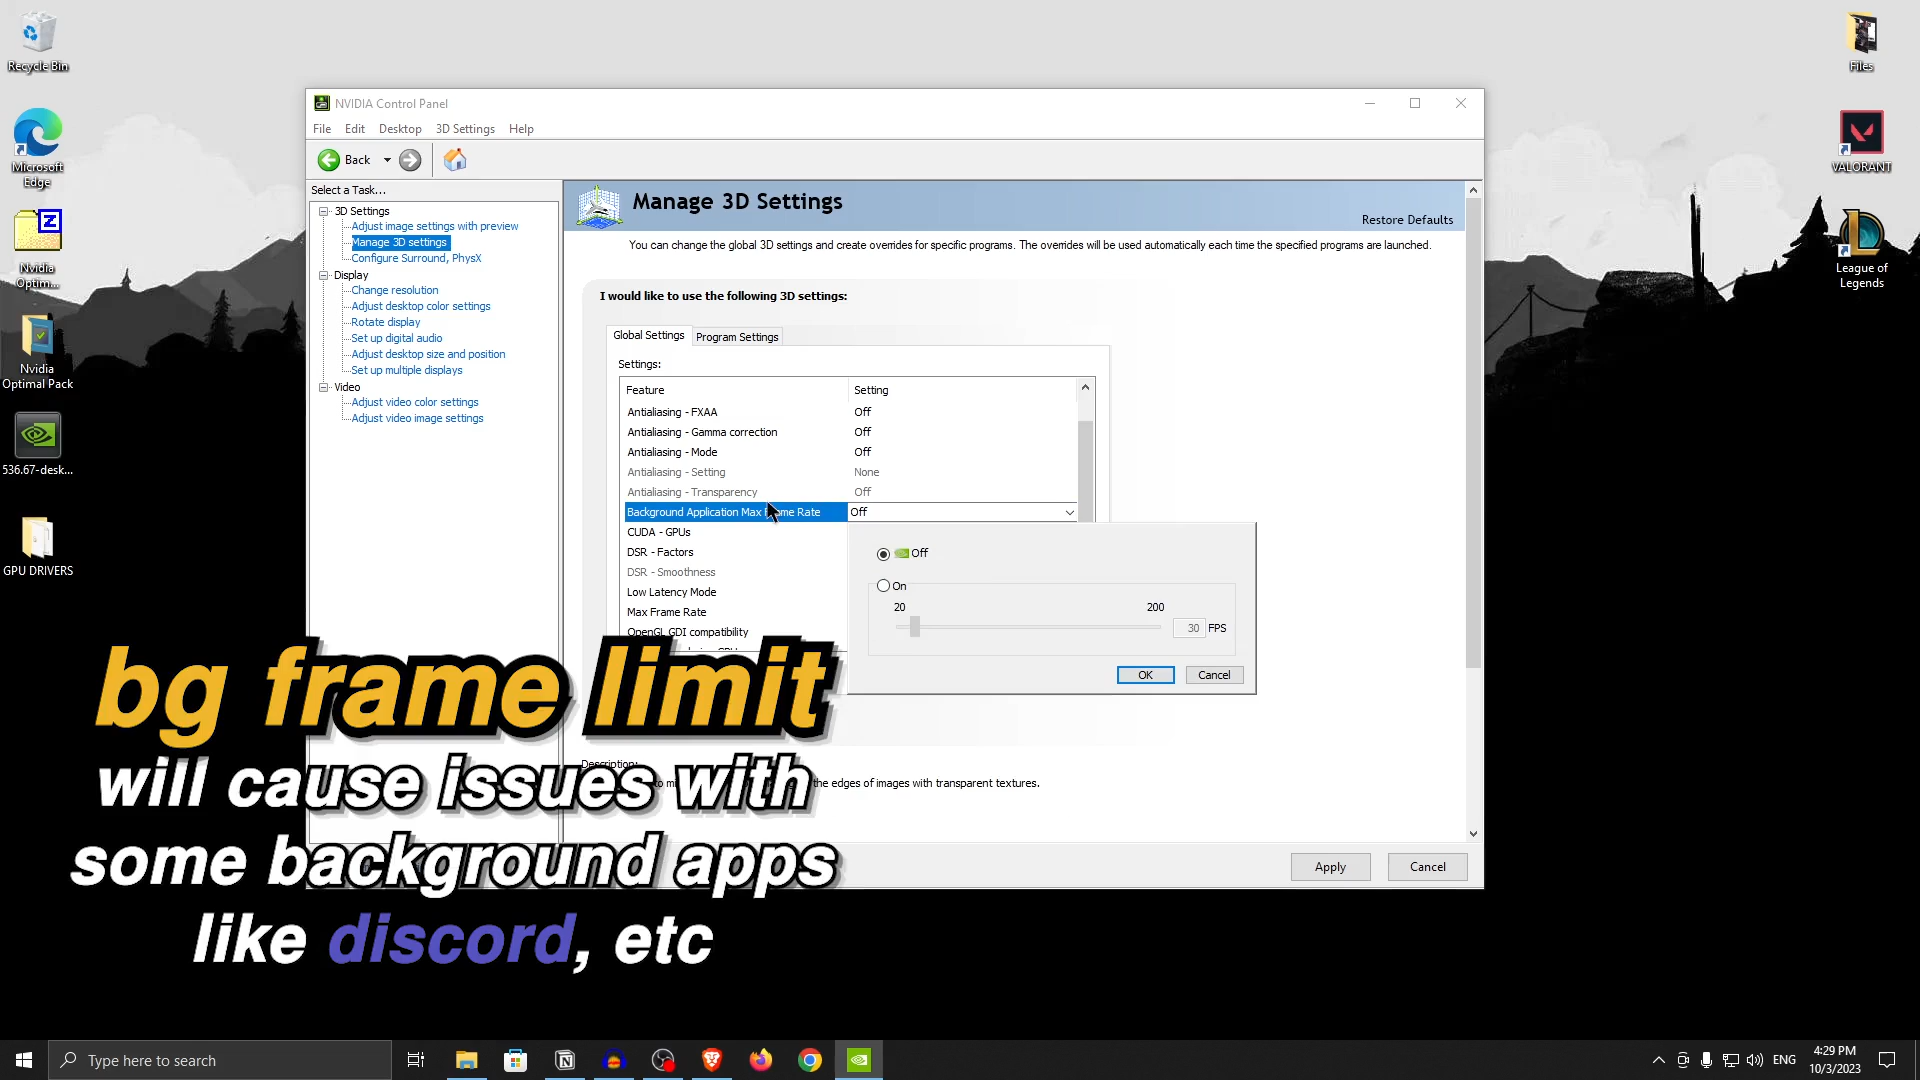 Recycle Bin
Microsoft
Edge
Nvidia
Optim...
Nvidia
Optimal Pack
536.67-desk...
GPU DRIVERS
Files
VALORANT
League of
Legends
NVIDIA Control Panel
File Edit Desktop 3D Settings Help
Back
Select a Task...
3D Settings
Adjust image settings with preview
Manage 3D settings
Configure Surround, PhysX
Display
Change resolution
Adjust desktop color settings
Rotate display
Set up digital audio
Adjust desktop size and position
Set up multiple displays
Video
Adjust video color settings
Adjust video image settings
Manage 3D Settings
Restore Defaults
You can change the global 3D settings and create overrides for specific programs. The overrides will be used automatically each time the specified programs are launched.
I would like to use the following 3D settings:
Global Settings Program Settings
Settings:
Feature Setting
Antialiasing - FXAA Off
Antialiasing - Gamma correction Off
Antialiasing - Mode Off
Antialiasing - Setting None
Antialiasing - Transparency Off
Background Application Max Frame Rate Off
CUDA - GPUs
DSR - Factors
DSR - Smoothness
Low Latency Mode
Max Frame Rate
OpenGL GDI compatibility
Off
On
20 200
30 FPS
OK Cancel
Description:
the edges of images with transparent textures.
Apply Cancel
bg frame limit
will cause issues with
some background apps
like discord, etc
Type here to search
ENG
4:29 PM
10/3/2023